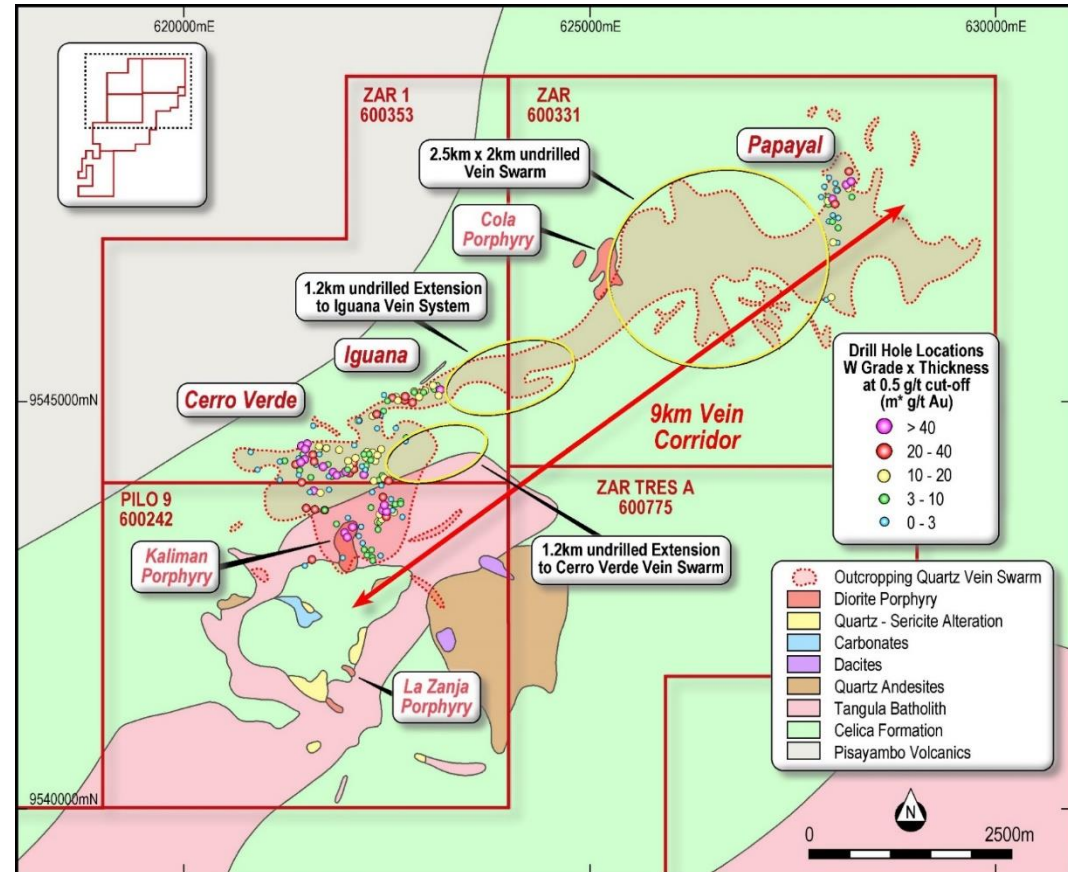 620000mE
625000mE
630000mE
ZAR 1
600353
ZAR
600331
2.5km x 2km undrilled
Vein Swarm
Papayal
Cola
Porphyry
1.2km undrilled Extension
to Iguana Vein System
Iguana
Cerro Verde
9545000mN
9km Vein
Corridor
Drill Hole Locations
W Grade x Thickness
at 0.5 g/t cut-off
(m* g/t Au)
> 40
20 - 40
10 - 20
3 - 10
0 - 3
PILO 9
600242
ZAR TRES A
600775
Kaliman
Porphyry
1.2km undrilled Extension
to Cerro Verde Vein Swarm
La Zanja
Porphyry
Outcropping Quartz Vein Swarm
Diorite Porphyry
Quartz - Sericite Alteration
Carbonates
Dacites
Quartz Andesites
Tangula Batholith
Celica Formation
Pisayambo Volcanics
9540000mN
N
0 2500m